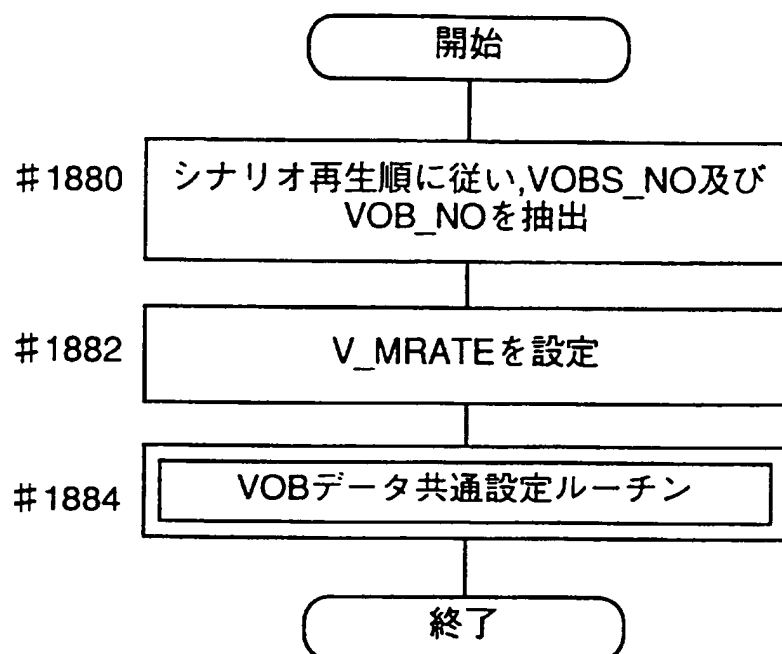 開始
#1880
シナリオ再生順に従い,VOBS_NO及び
VOB_NOを抽出
#1882
V_MRATEを設定
#1884
VOBデータ共通設定ルーチン
終了